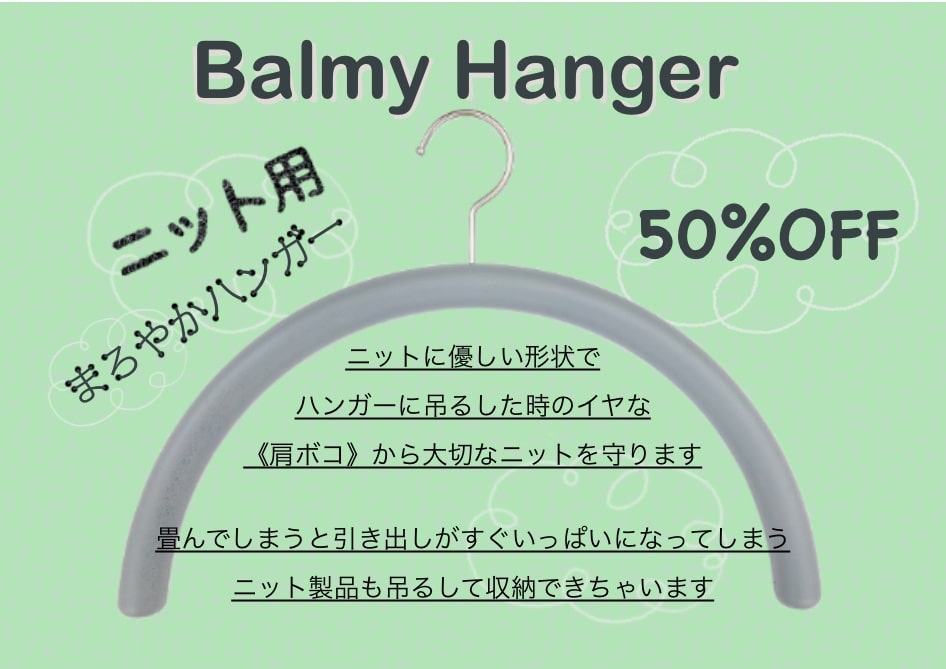 Balmy Hanger
ニット用
まろやかハンガー
50%OFF
ニットに優しい形状で
ハンガーに吊るした時のイヤな
《肩ボコ》から大切なニットを守ります
畳んでしまうと引き出しがすぐいっぱいになってしまう
ニット製品も吊るして収納できちゃいます